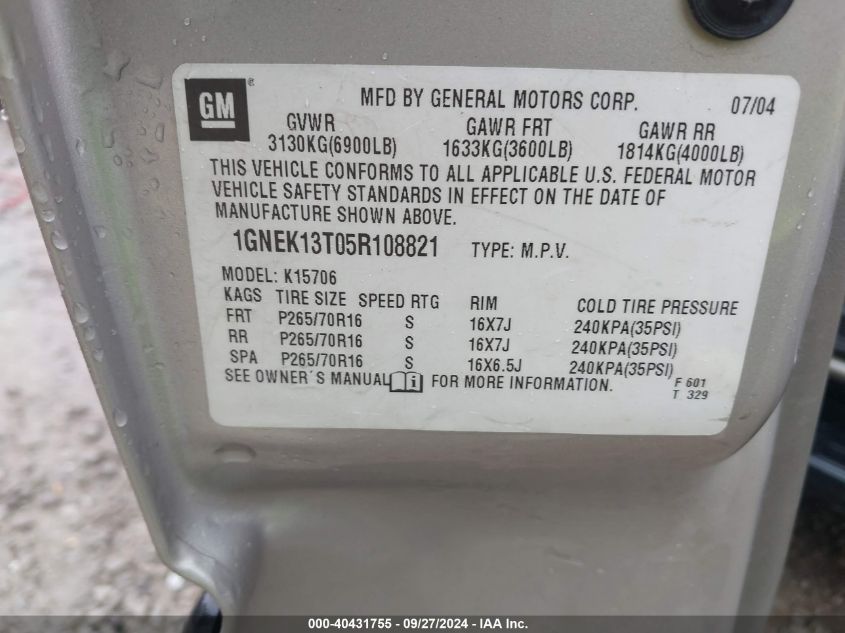 GM ®
MFD BY GENERAL MOTORS CORP. 07/04
GVWR GAWR FRT GAWR RR
3130KG(6900LB) 1633KG(3600LB) 1814KG(4000LB)
THIS VEHICLE CONFORMS TO ALL APPLICABLE U.S. FEDERAL MOTOR
VEHICLE SAFETY STANDARDS IN EFFECT ON THE DATE OF
MANUFACTURE SHOWN ABOVE.
1GNEK13T05R108821 TYPE: M.P.V.
MODEL: K15706
KAGS TIRE SIZE SPEED RTG RIM COLD TIRE PRESSURE
FRT P265/70R16 S 16X7J 240KPA(35PSI)
RR P265/70R16 S 16X7J 240KPA(35PSI)
SPA P265/70R16 S 16X6.5J 240KPA(35PSI)
SEE OWNER'S MANUAL i FOR MORE INFORMATION.
F 601
T 329
000-40431755 - 09/27/2024 - IAA Inc.